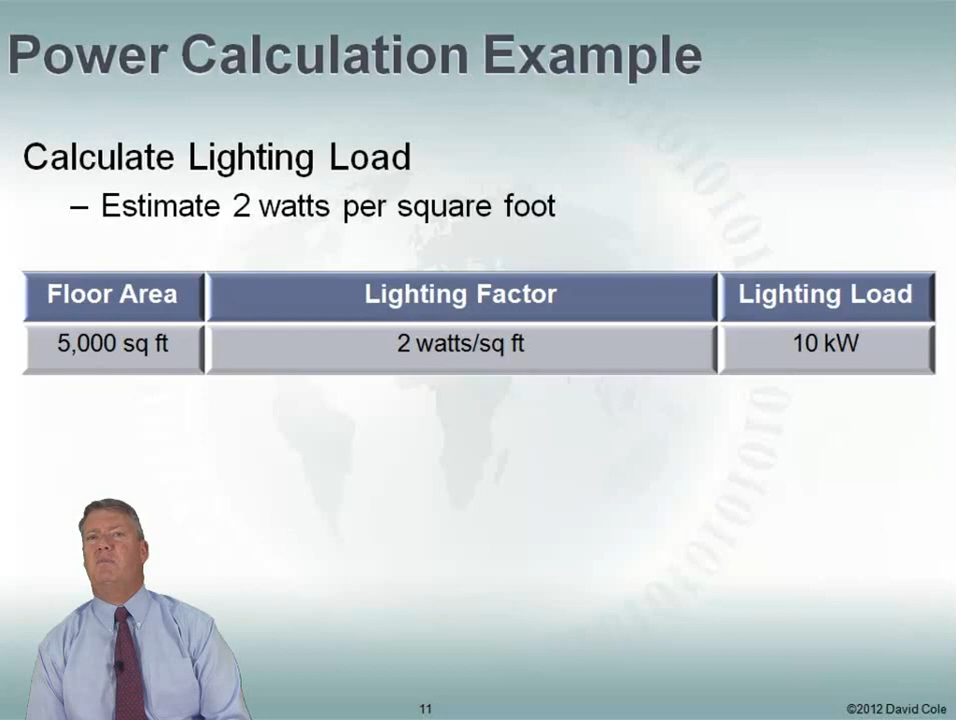 Power Calculation Example
Calculate Lighting Load
– Estimate 2 watts per square foot
Floor Area Lighting Factor Lighting Load
5,000 sq ft 2 watts/sq ft 10 kW
11 ©2012 David Cole